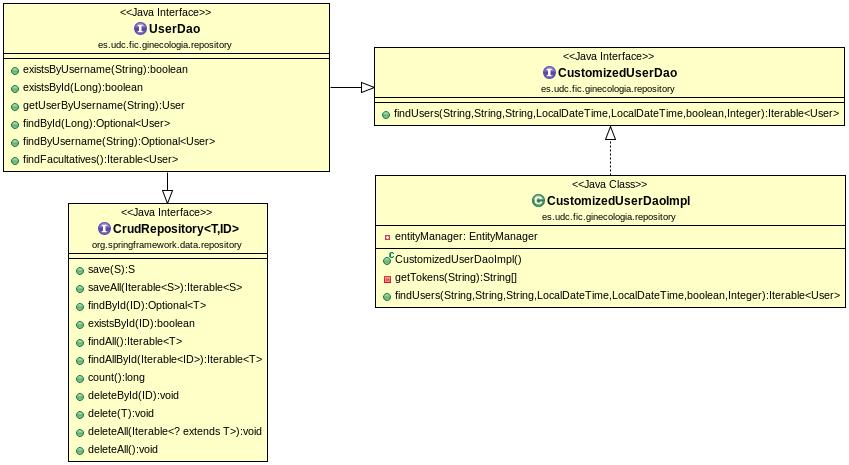 <<Java Interface>>
UserDao
es.udc.fic.ginecologia.repository
existsByUsername(String):boolean
existsById(Long):boolean
getUserByUsername(String):User
findById(Long):Optional<User>
findByUsername(String):Optional<User>
findFacultatives():Iterable<User>
<<Java Interface>>
CustomizedUserDao
es.udc.fic.ginecologia.repository
findUsers(String,String,String,LocalDateTime,LocalDateTime,boolean,Integer):Iterable<User>
<<Java Class>>
CustomizedUserDaoImpl
es.udc.fic.ginecologia.repository
entityManager: EntityManager
CustomizedUserDaoImpl()
getTokens(String):String[]
findUsers(String,String,String,LocalDateTime,LocalDateTime,boolean,Integer):Iterable<User>
<<Java Interface>>
CrudRepository<T,ID>
org.springframework.data.repository
save(S):S
saveAll(Iterable<S>):Iterable<S>
findById(ID):Optional<T>
existsById(ID):boolean
findAll():Iterable<T>
findAllById(Iterable<ID>):Iterable<T>
count():long
deleteById(ID):void
delete(T):void
deleteAll(Iterable<? extends T>):void
deleteAll():void